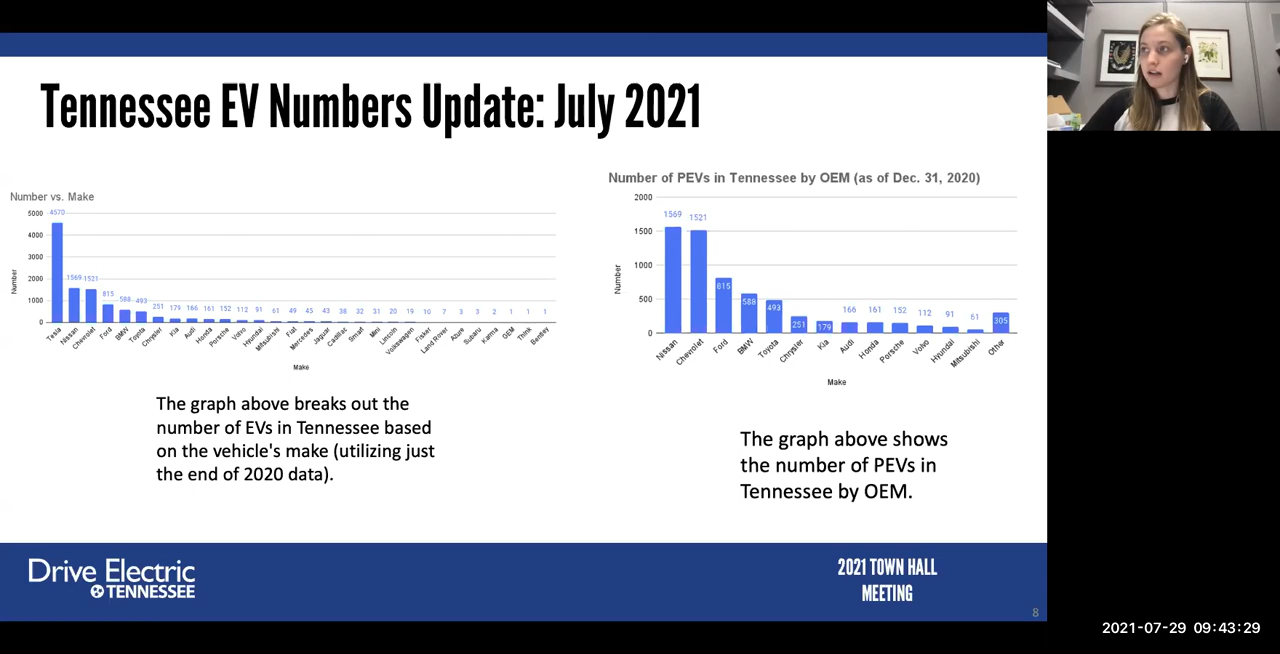 Tennessee EV Numbers Update: July 2021
Number vs. Make
5000
4000
3000
2000
1000
0
Number
4570
1569
1521
815
588
493
251
179
166
161
152
112
91
61
49
45
43
38
32
31
20
19
10
7
3
3
2
1
1
1
Tesla
Nissan
Chevrolet
Ford
BMW
Toyota
Chrysler
Kia
Audi
Honda
Porsche
Volvo
Hyundai
Mitsubishi
Fiat
Mercedes
Jaguar
Cadillac
Smart
Mini
Lincoln
Volkswagen
Fisker
Land Rover
Azure
Subaru
Karma
GEM
Think
Bentley
Make
The graph above breaks out the
number of EVs in Tennessee based
on the vehicle's make (utilizing just
the end of 2020 data).
Number of PEVs in Tennessee by OEM (as of Dec. 31, 2020)
2000
1500
1000
500
0
Number
1569
1521
815
588
493
251
179
166
161
152
112
91
61
305
Nissan
Chevrolet
Ford
BMW
Toyota
Chrysler
Kia
Audi
Honda
Porsche
Volvo
Hyundai
Mitsubishi
Other
Make
The graph above shows
the number of PEVs in
Tennessee by OEM.
Drive Electric
TENNESSEE
2021 TOWN HALL
MEETING
8
2021-07-29 09:43:29